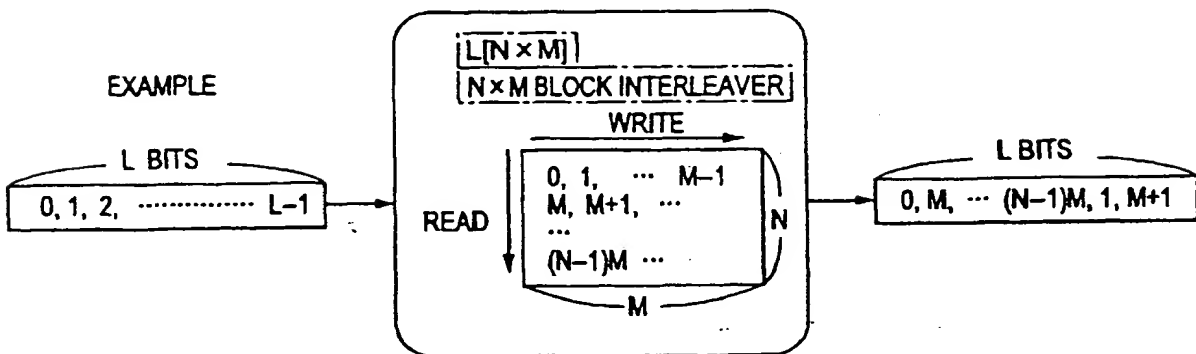 EXAMPLE
L BITS
0, 1, 2, ·············· L–1
L[N × M]
N × M BLOCK INTERLEAVER
WRITE
READ
0, 1, ··· M–1
M, M+1, ···
···
(N–1)M ···
N
M
L BITS
0, M, ··· (N–1)M, 1, M+1